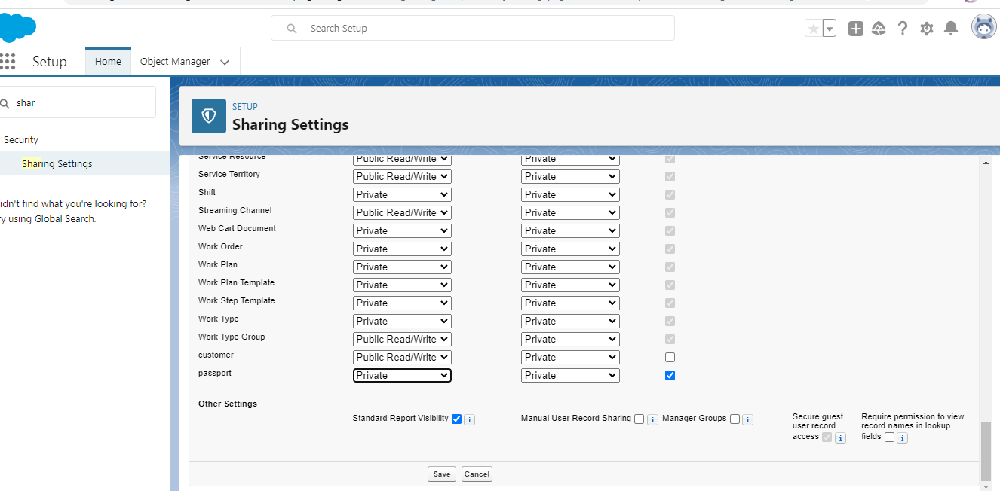 Search Setup
Setup
Home
Object Manager
shar
Security
Sharing Settings
idn't find what you're looking for?
ry using Global Search.
SETUP
Sharing Settings
Service Resource Public Read/Write Private
Service Territory Public Read/Write Private
Shift Private Private
Streaming Channel Public Read/Write Private
Web Cart Document Private Private
Work Order Private Private
Work Plan Private Private
Work Plan Template Private Private
Work Step Template Private Private
Work Type Private Private
Work Type Group Public Read/Write Private
customer Public Read/Write Private
passport Private Private
Other Settings
Standard Report Visibility i
Manual User Record Sharing i
Manager Groups i
Secure guest
user record
access i
Require permission to view
record names in lookup
fields i
Save Cancel